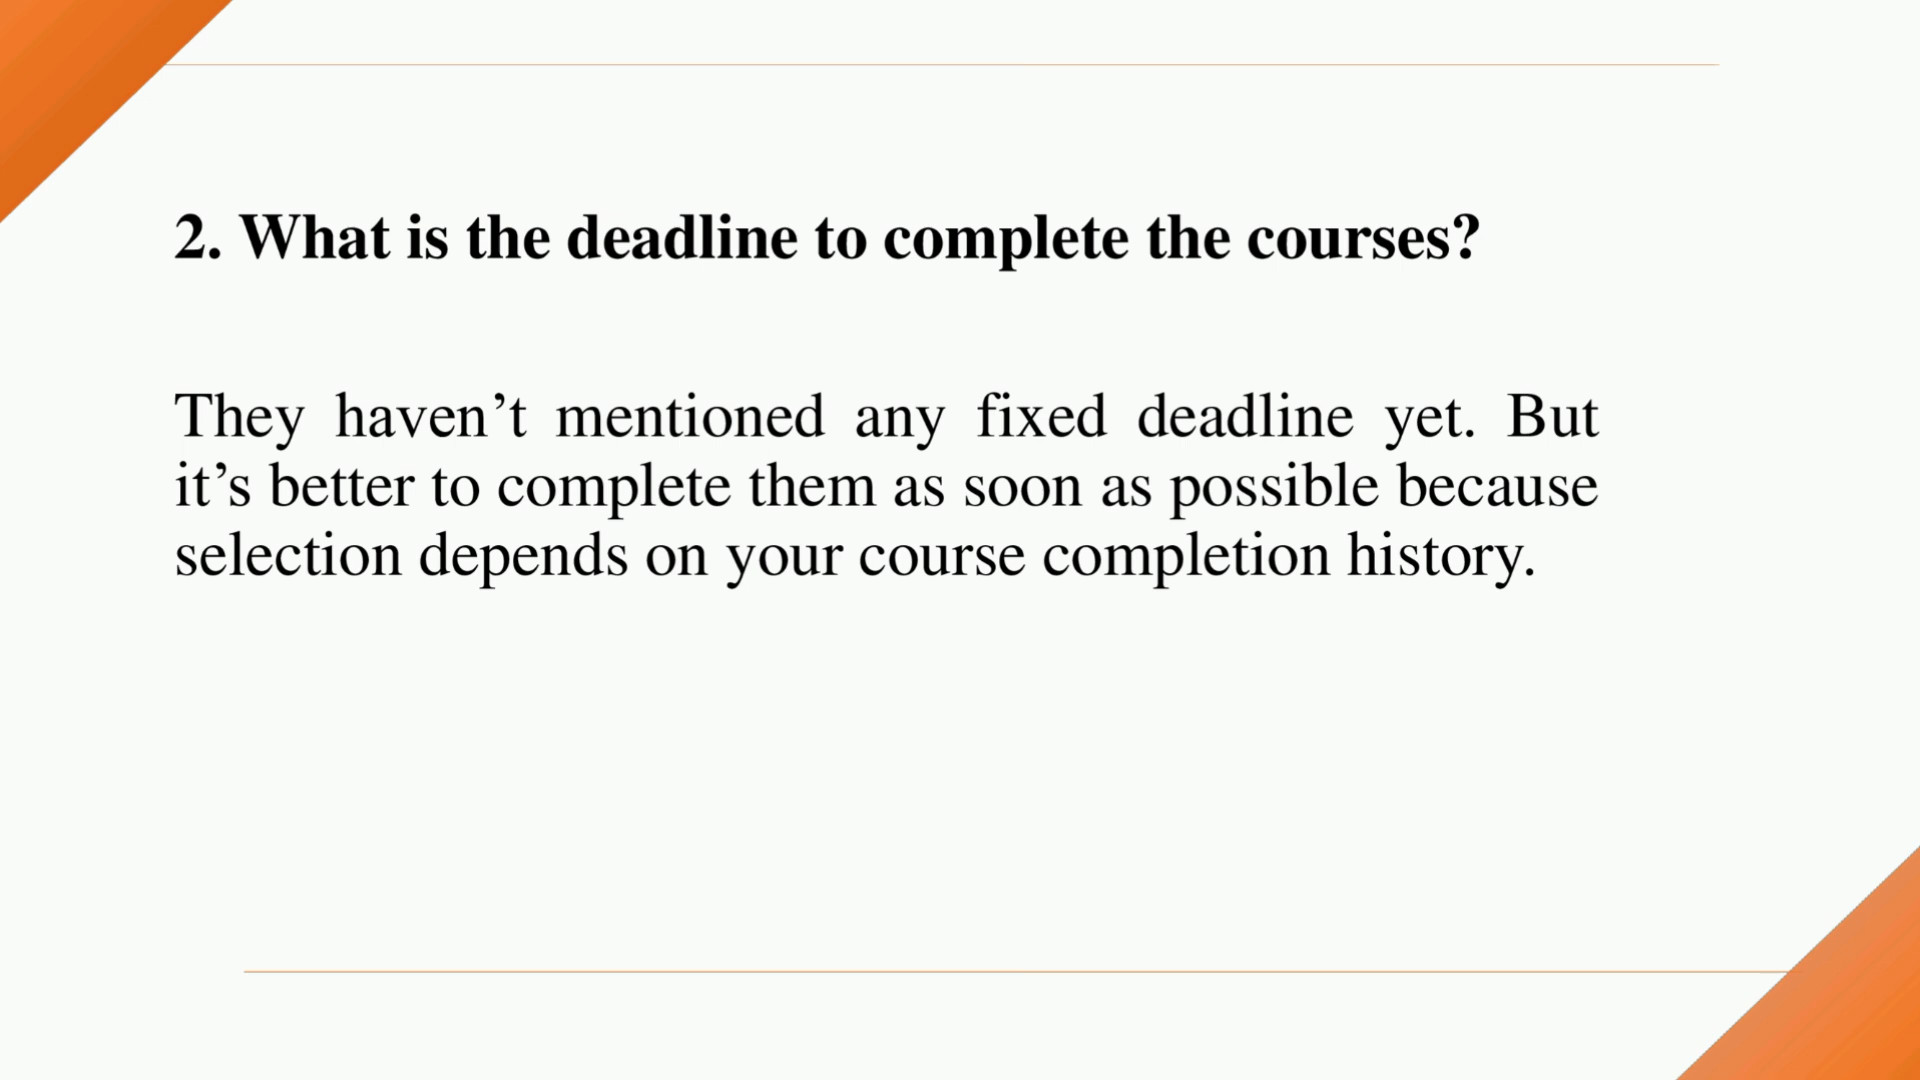 2. What is the deadline to complete the courses?
They haven’t mentioned any fixed deadline yet. But
it’s better to complete them as soon as possible because
selection depends on your course completion history.